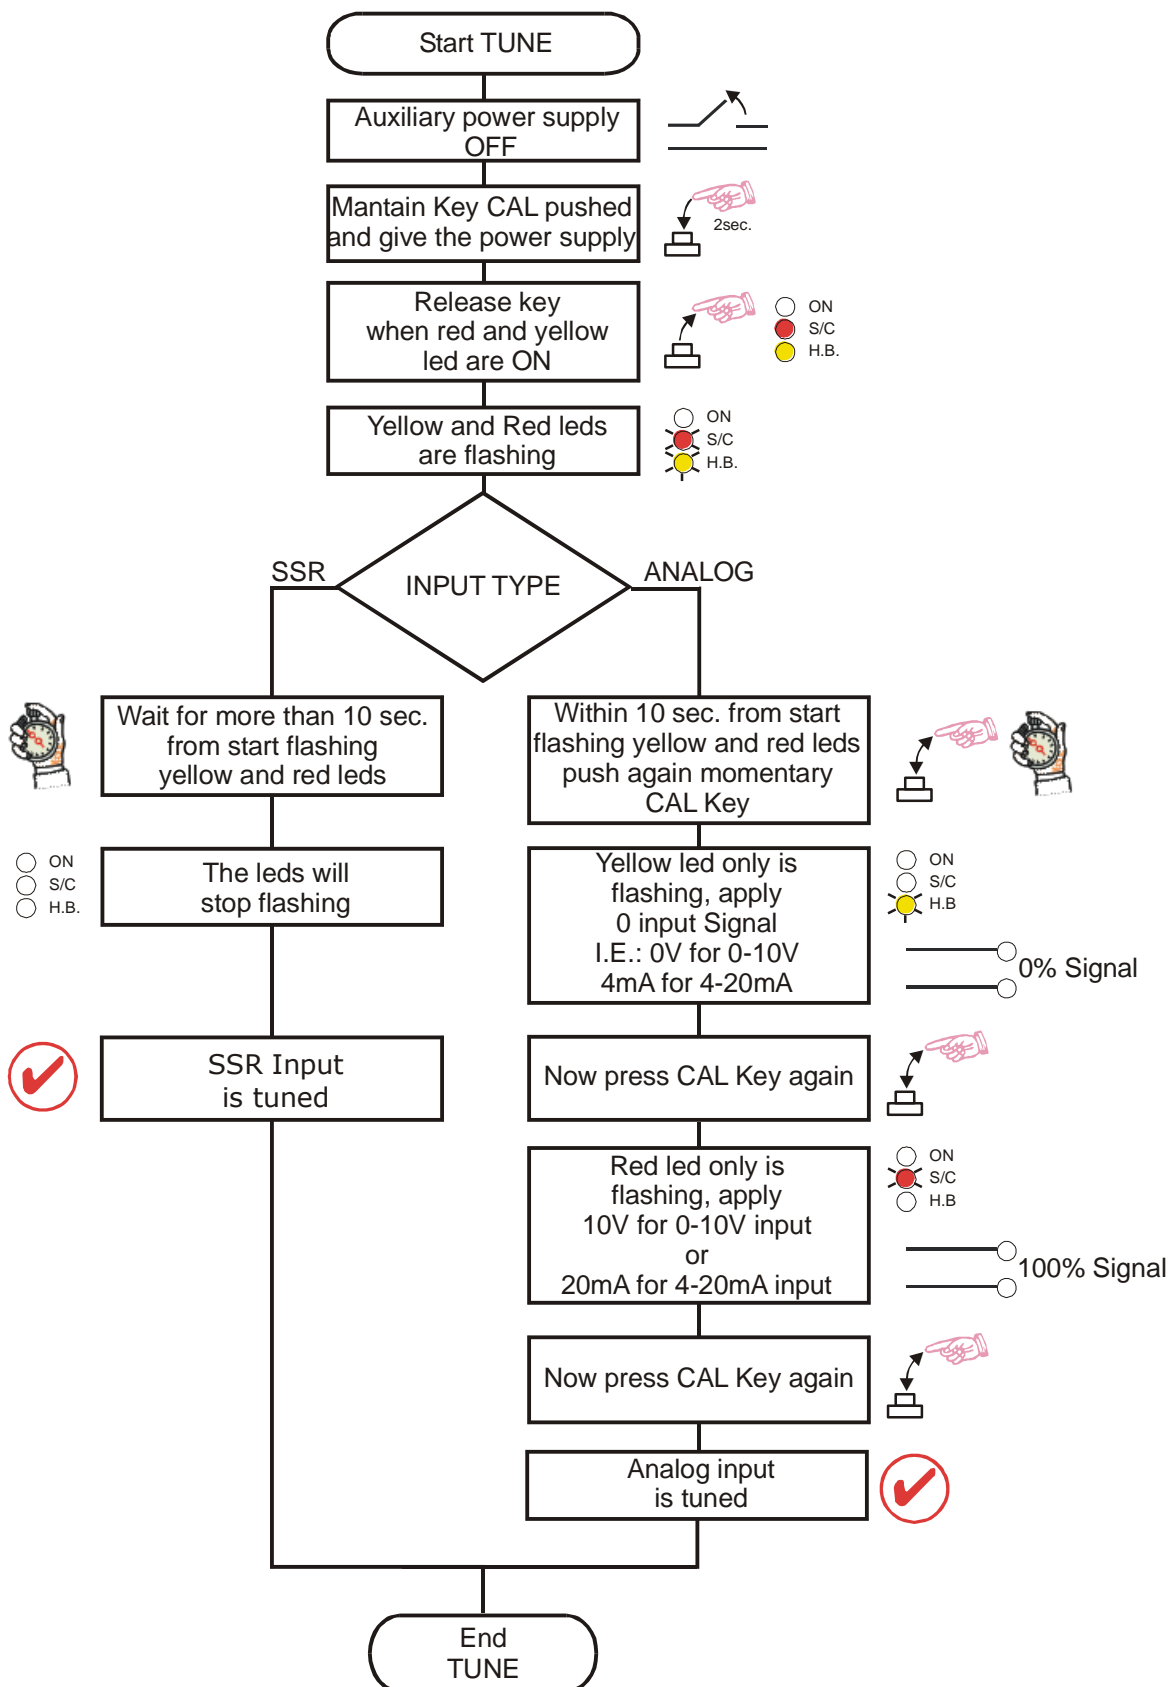 Start TUNE
Auxiliary power supply
OFF
Mantain Key CAL pushed
and give the power supply
2sec.
Release key
when red and yellow
led are ON
ON
S/C
H.B.
Yellow and Red leds
are flashing
ON
S/C
H.B.
SSR
INPUT TYPE
ANALOG
Wait for more than 10 sec.
from start flashing
yellow and red leds
ON
S/C
H.B.
The leds will
stop flashing
SSR Input
is tuned
Within 10 sec. from start
flashing yellow and red leds
push again momentary
CAL Key
Yellow led only is
flashing, apply
0 input Signal
I.E.: 0V for 0-10V
4mA for 4-20mA
ON
S/C
H.B
0% Signal
Now press CAL Key again
Red led only is
flashing, apply
10V for 0-10V input
or
20mA for 4-20mA input
ON
S/C
H.B
100% Signal
Now press CAL Key again
Analog input
is tuned
End
TUNE